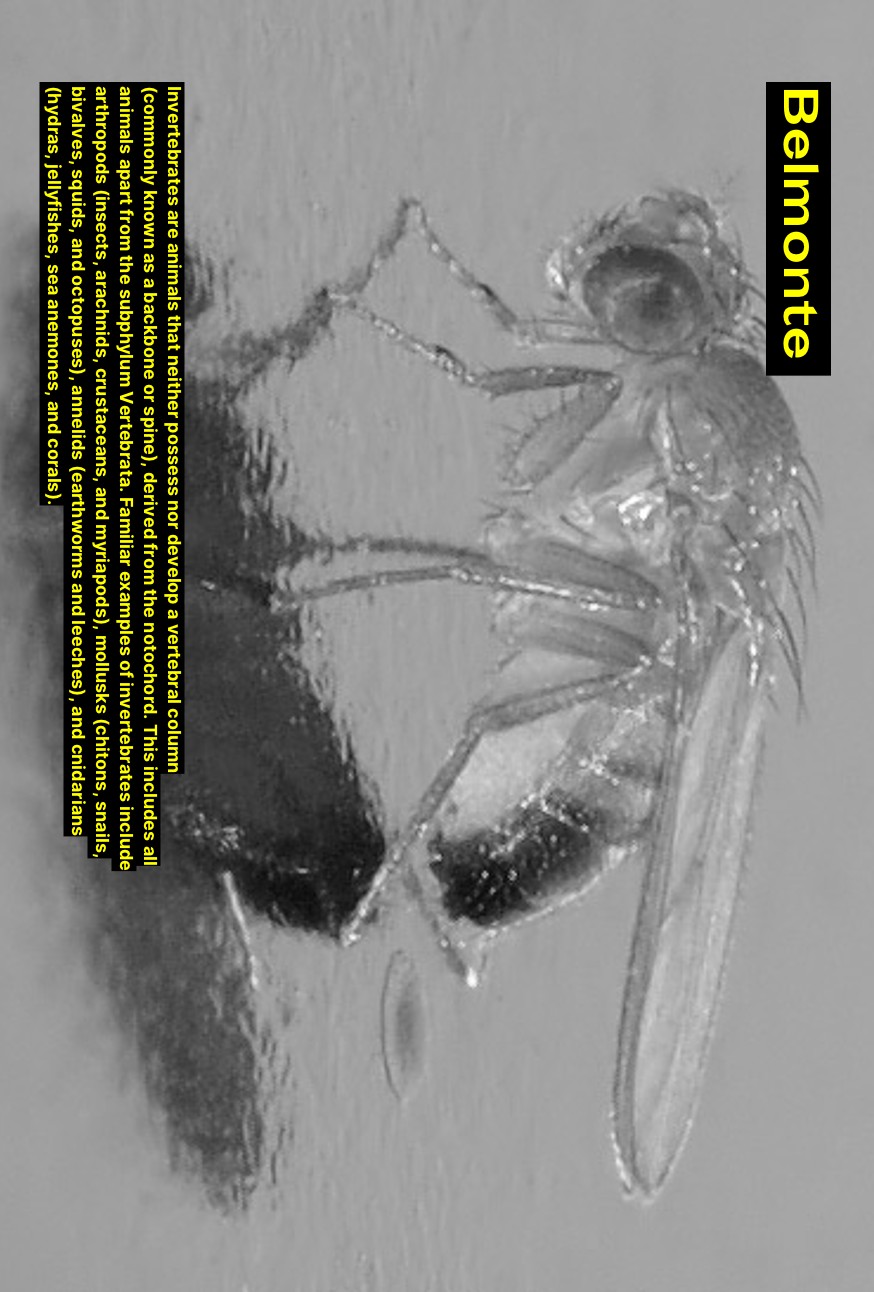 Belmonte
Invertebrates are animals that neither possess nor develop a vertebral column
(commonly known as a backbone or spine), derived from the notochord. This includes all
animals apart from the subphylum Vertebrata. Familiar examples of invertebrates include
arthropods (insects, arachnids, crustaceans, and myriapods), mollusks (chitons, snails,
bivalves, squids, and octopuses), annelids (earthworms and leeches), and cnidarians
(hydras, jellyfishes, sea anemones, and corals).